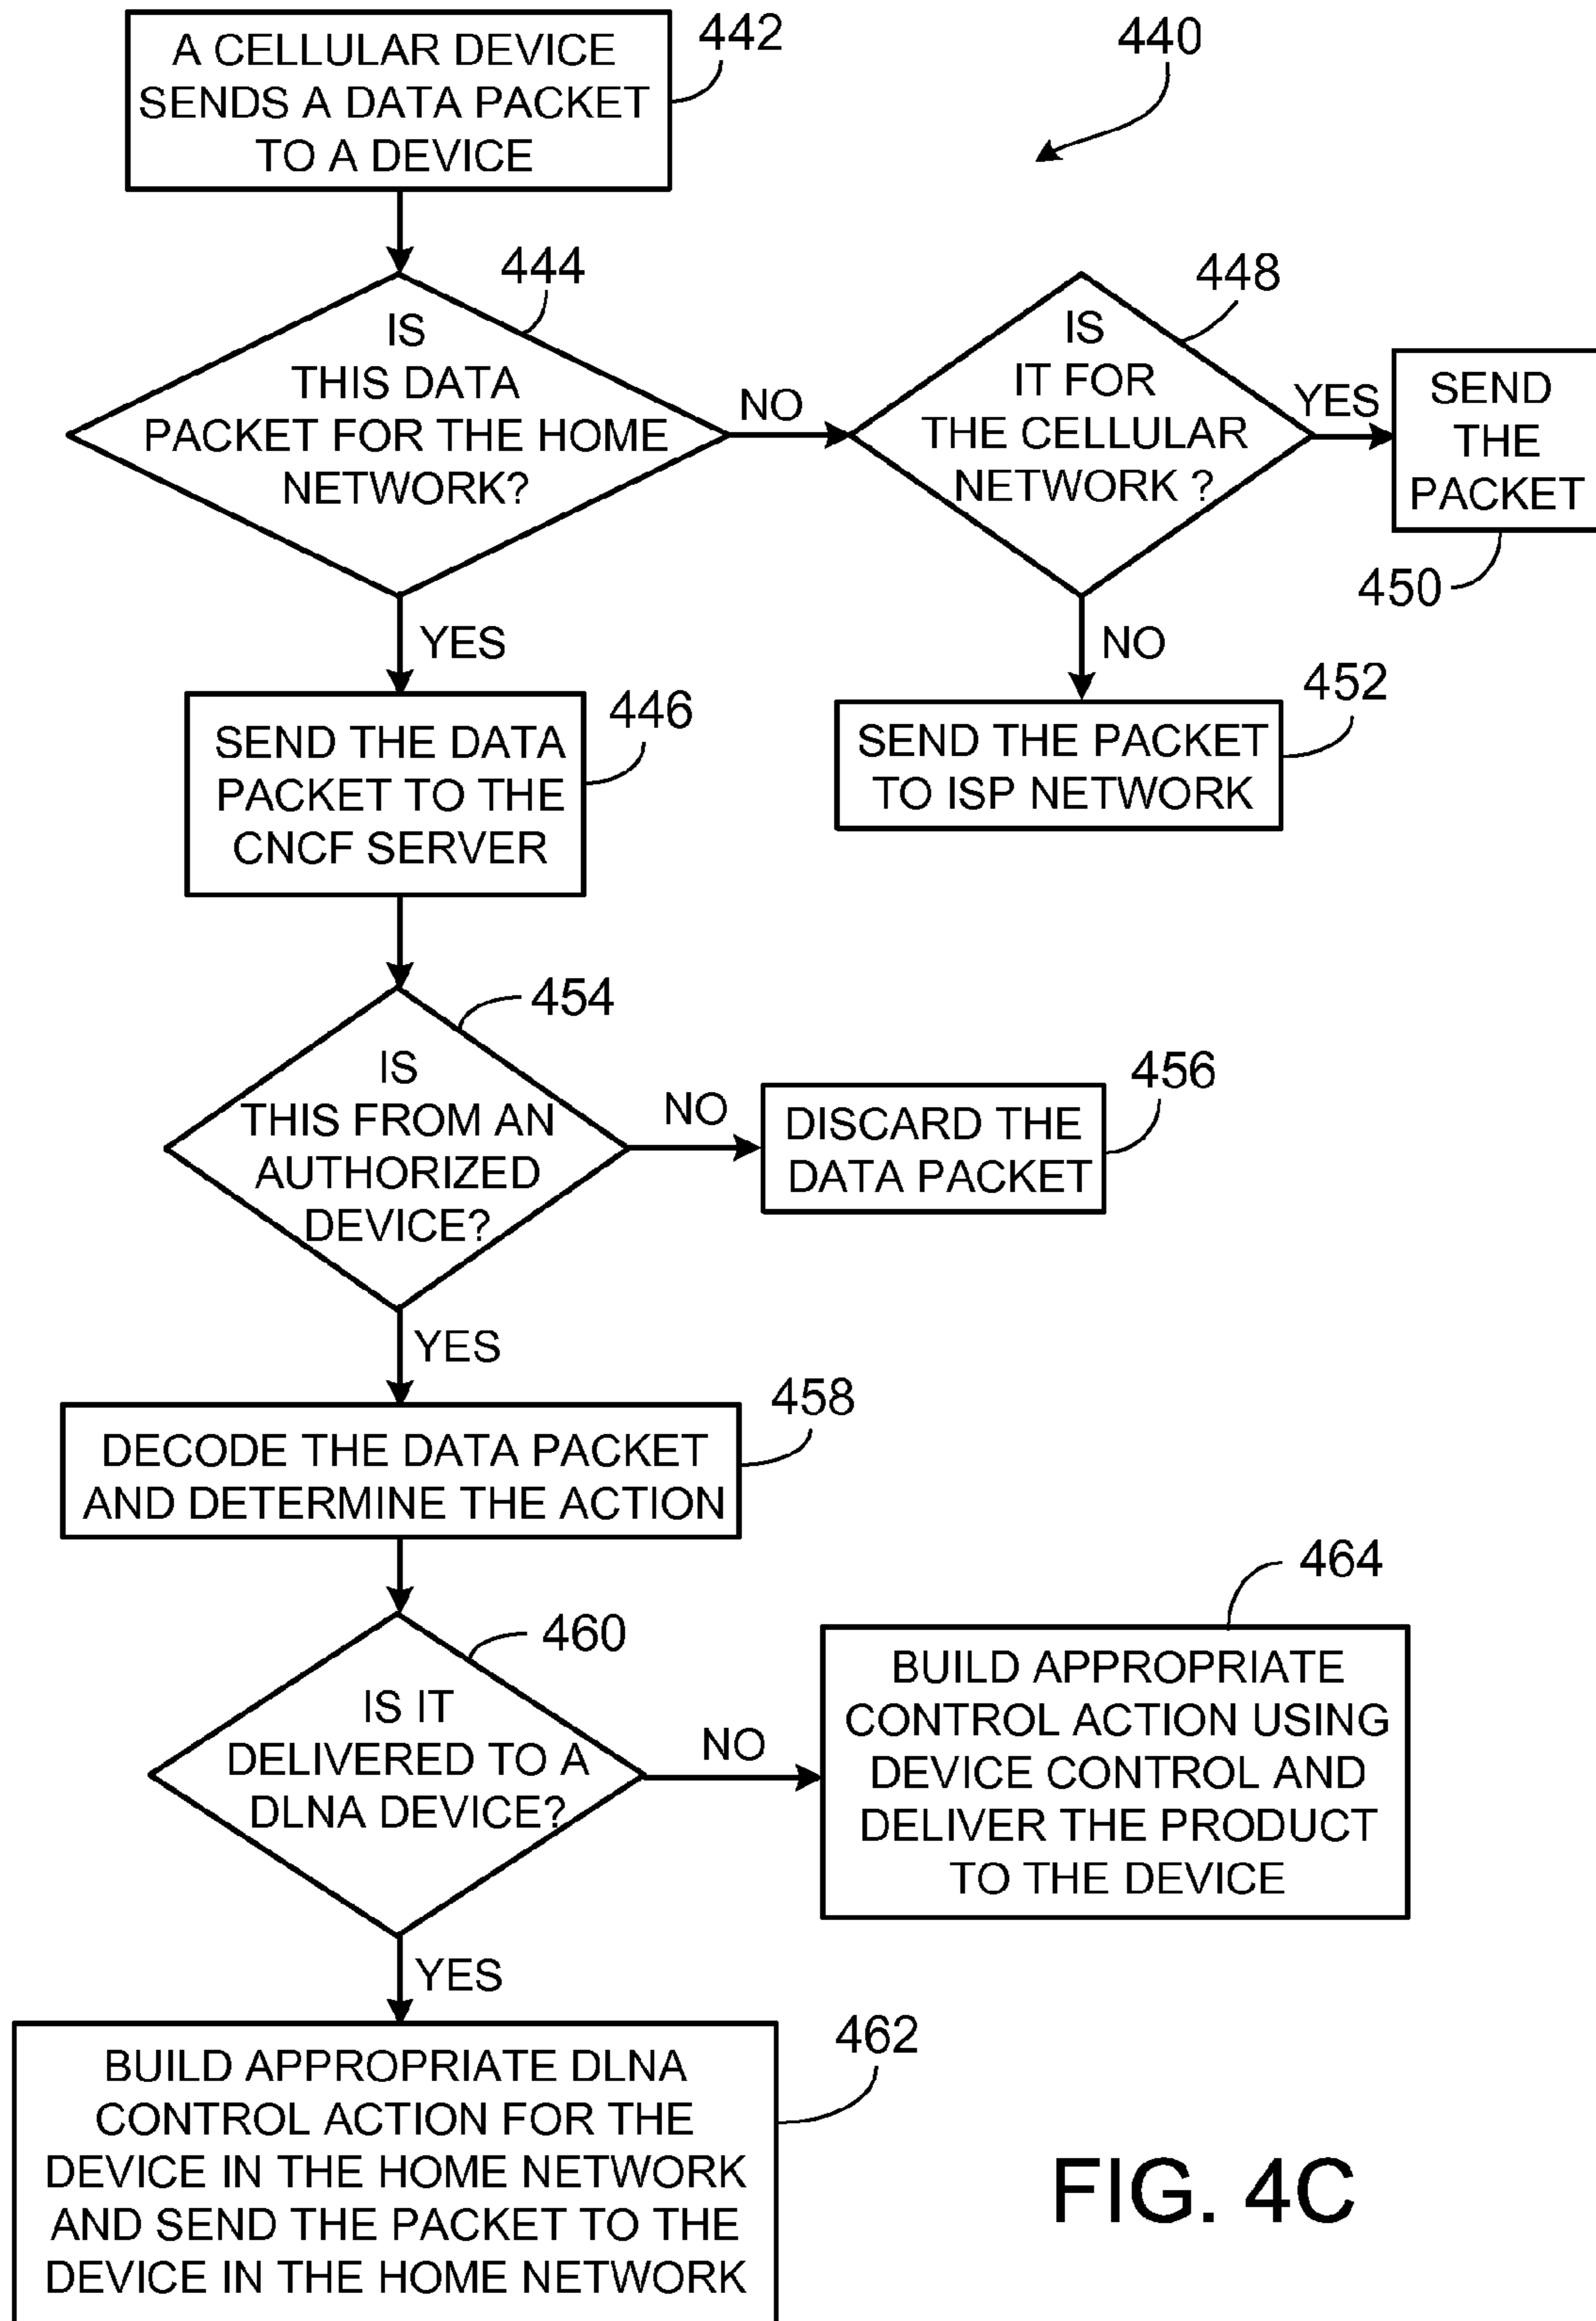 A CELLULAR DEVICE
SENDS A DATA PACKET
TO A DEVICE
442
440
444
IS
THIS DATA
PACKET FOR THE HOME
NETWORK?
NO
448
IS
IT FOR
THE CELLULAR
NETWORK ?
YES
SEND
THE
PACKET
450
YES
NO
446
SEND THE DATA
PACKET TO THE
CNCF SERVER
452
SEND THE PACKET
TO ISP NETWORK
454
IS
THIS FROM AN
AUTHORIZED
DEVICE?
NO
456
DISCARD THE
DATA PACKET
YES
458
DECODE THE DATA PACKET
AND DETERMINE THE ACTION
460
IS IT
DELIVERED TO A
DLNA DEVICE?
NO
464
BUILD APPROPRIATE
CONTROL ACTION USING
DEVICE CONTROL AND
DELIVER THE PRODUCT
TO THE DEVICE
YES
462
BUILD APPROPRIATE DLNA
CONTROL ACTION FOR THE
DEVICE IN THE HOME NETWORK
AND SEND THE PACKET TO THE
DEVICE IN THE HOME NETWORK
FIG. 4C